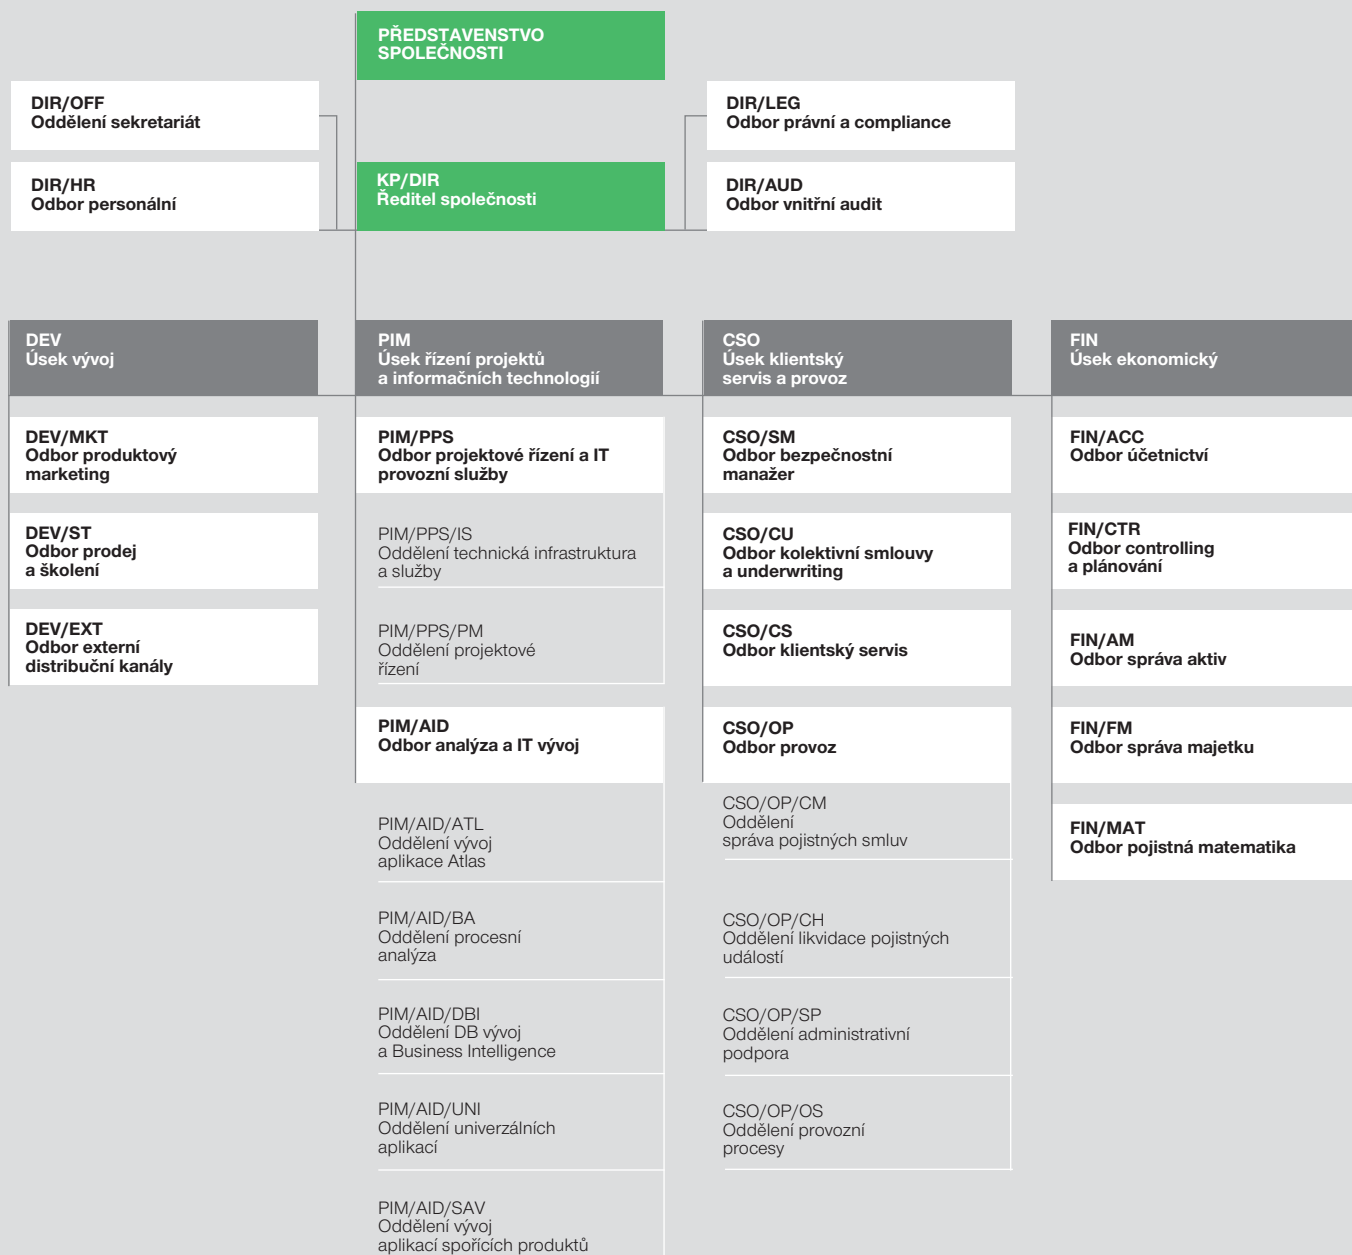 PŘEDSTAVENSTVO
SPOLEČNOSTI
DIR/OFF
Oddělení sekretariát
DIR/LEG
Odbor právní a compliance
DIR/HR
Odbor personální
KP/DIR
Ředitel společnosti
DIR/AUD
Odbor vnitřní audit
DEV
Úsek vývoj
PIM
Úsek řízení projektů
a informačních technologií
CSO
Úsek klientský
servis a provoz
FIN
Úsek ekonomický
DEV/MKT
Odbor produktový
marketing
DEV/ST
Odbor prodej
a školení
DEV/EXT
Odbor externí
distribuční kanály
PIM/PPS
Odbor projektové řízení a IT
provozní služby
PIM/PPS/IS
Oddělení technická infrastruktura
a služby
PIM/PPS/PM
Oddělení projektové
řízení
PIM/AID
Odbor analýza a IT vývoj
PIM/AID/ATL
Oddělení vývoj
aplikace Atlas
PIM/AID/BA
Oddělení procesní
analýza
PIM/AID/DBI
Oddělení DB vývoj
a Business Intelligence
PIM/AID/UNI
Oddělení univerzálních
aplikací
PIM/AID/SAV
Oddělení vývoj
aplikací spořících produktů
CSO/SM
Odbor bezpečnostní
manažer
CSO/CU
Odbor kolektivní smlouvy
a underwriting
CSO/CS
Odbor klientský servis
CSO/OP
Odbor provoz
CSO/OP/CM
Oddělení
správa pojistných smluv
CSO/OP/CH
Oddělení likvidace pojistných
událostí
CSO/OP/SP
Oddělení administrativní
podpora
CSO/OP/OS
Oddělení provozní
procesy
FIN/ACC
Odbor účetnictví
FIN/CTR
Odbor controlling
a plánování
FIN/AM
Odbor správa aktiv
FIN/FM
Odbor správa majetku
FIN/MAT
Odbor pojistná matematika